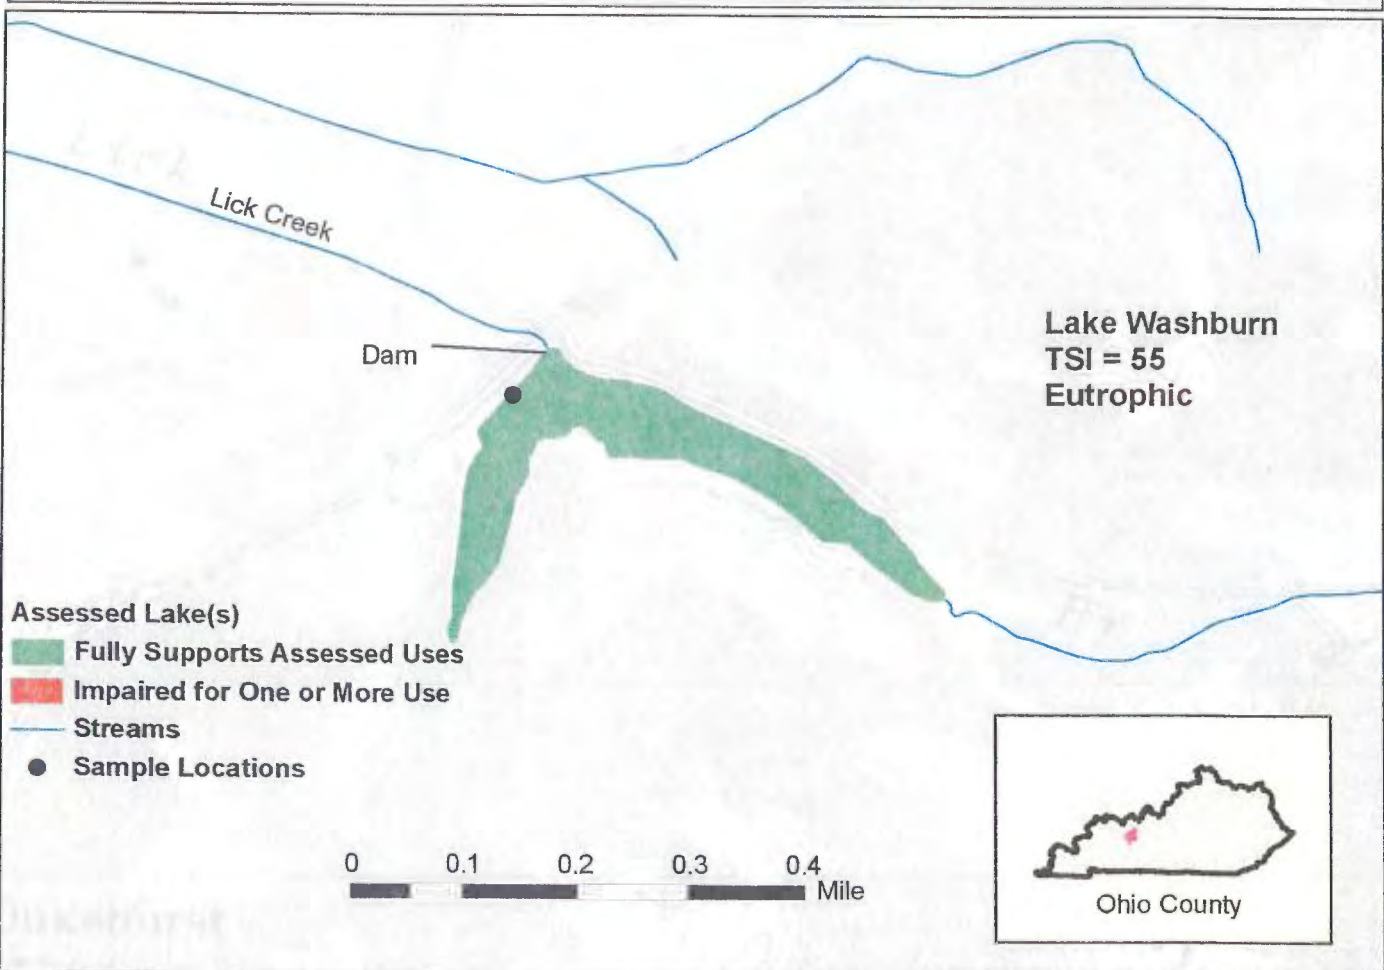 Lick Creek
Dam
Lake Washburn
TSI = 55
Eutrophic
Assessed Lake(s)
Fully Supports Assessed Uses
Impaired for One or More Use
Streams
Sample Locations
0 0.1 0.2 0.3 0.4
Mile
Ohio County